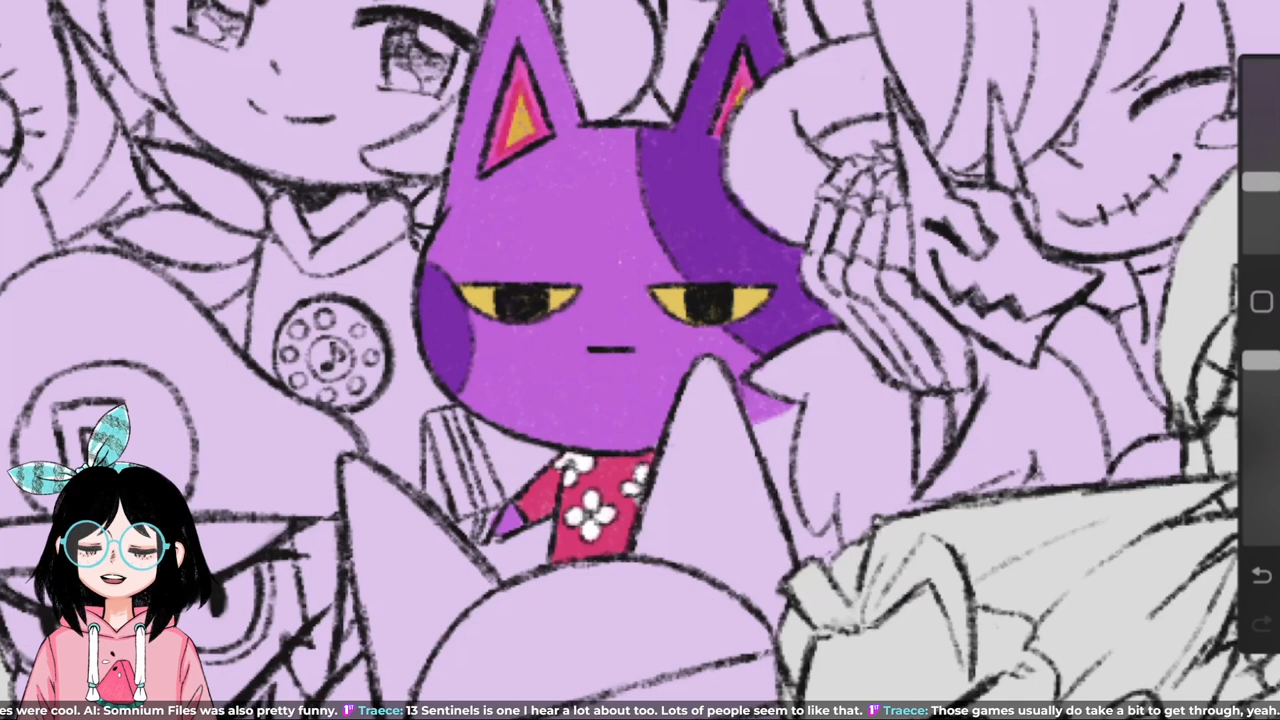 es were cool. AI: Somnium Files was also pretty funny. Traece: 13 Sentinels is one I hear a lot about too. Lots of people seem to like that. Traece: Those games usually do take a bit to get through, yeah.